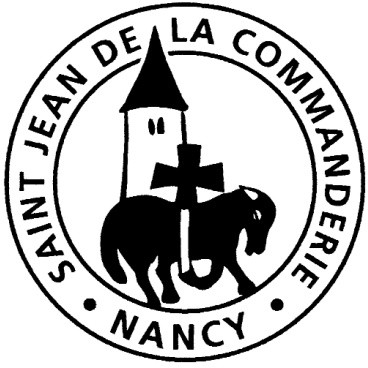 SAINT JEAN DE LA COMMANDERIE
• NANCY •